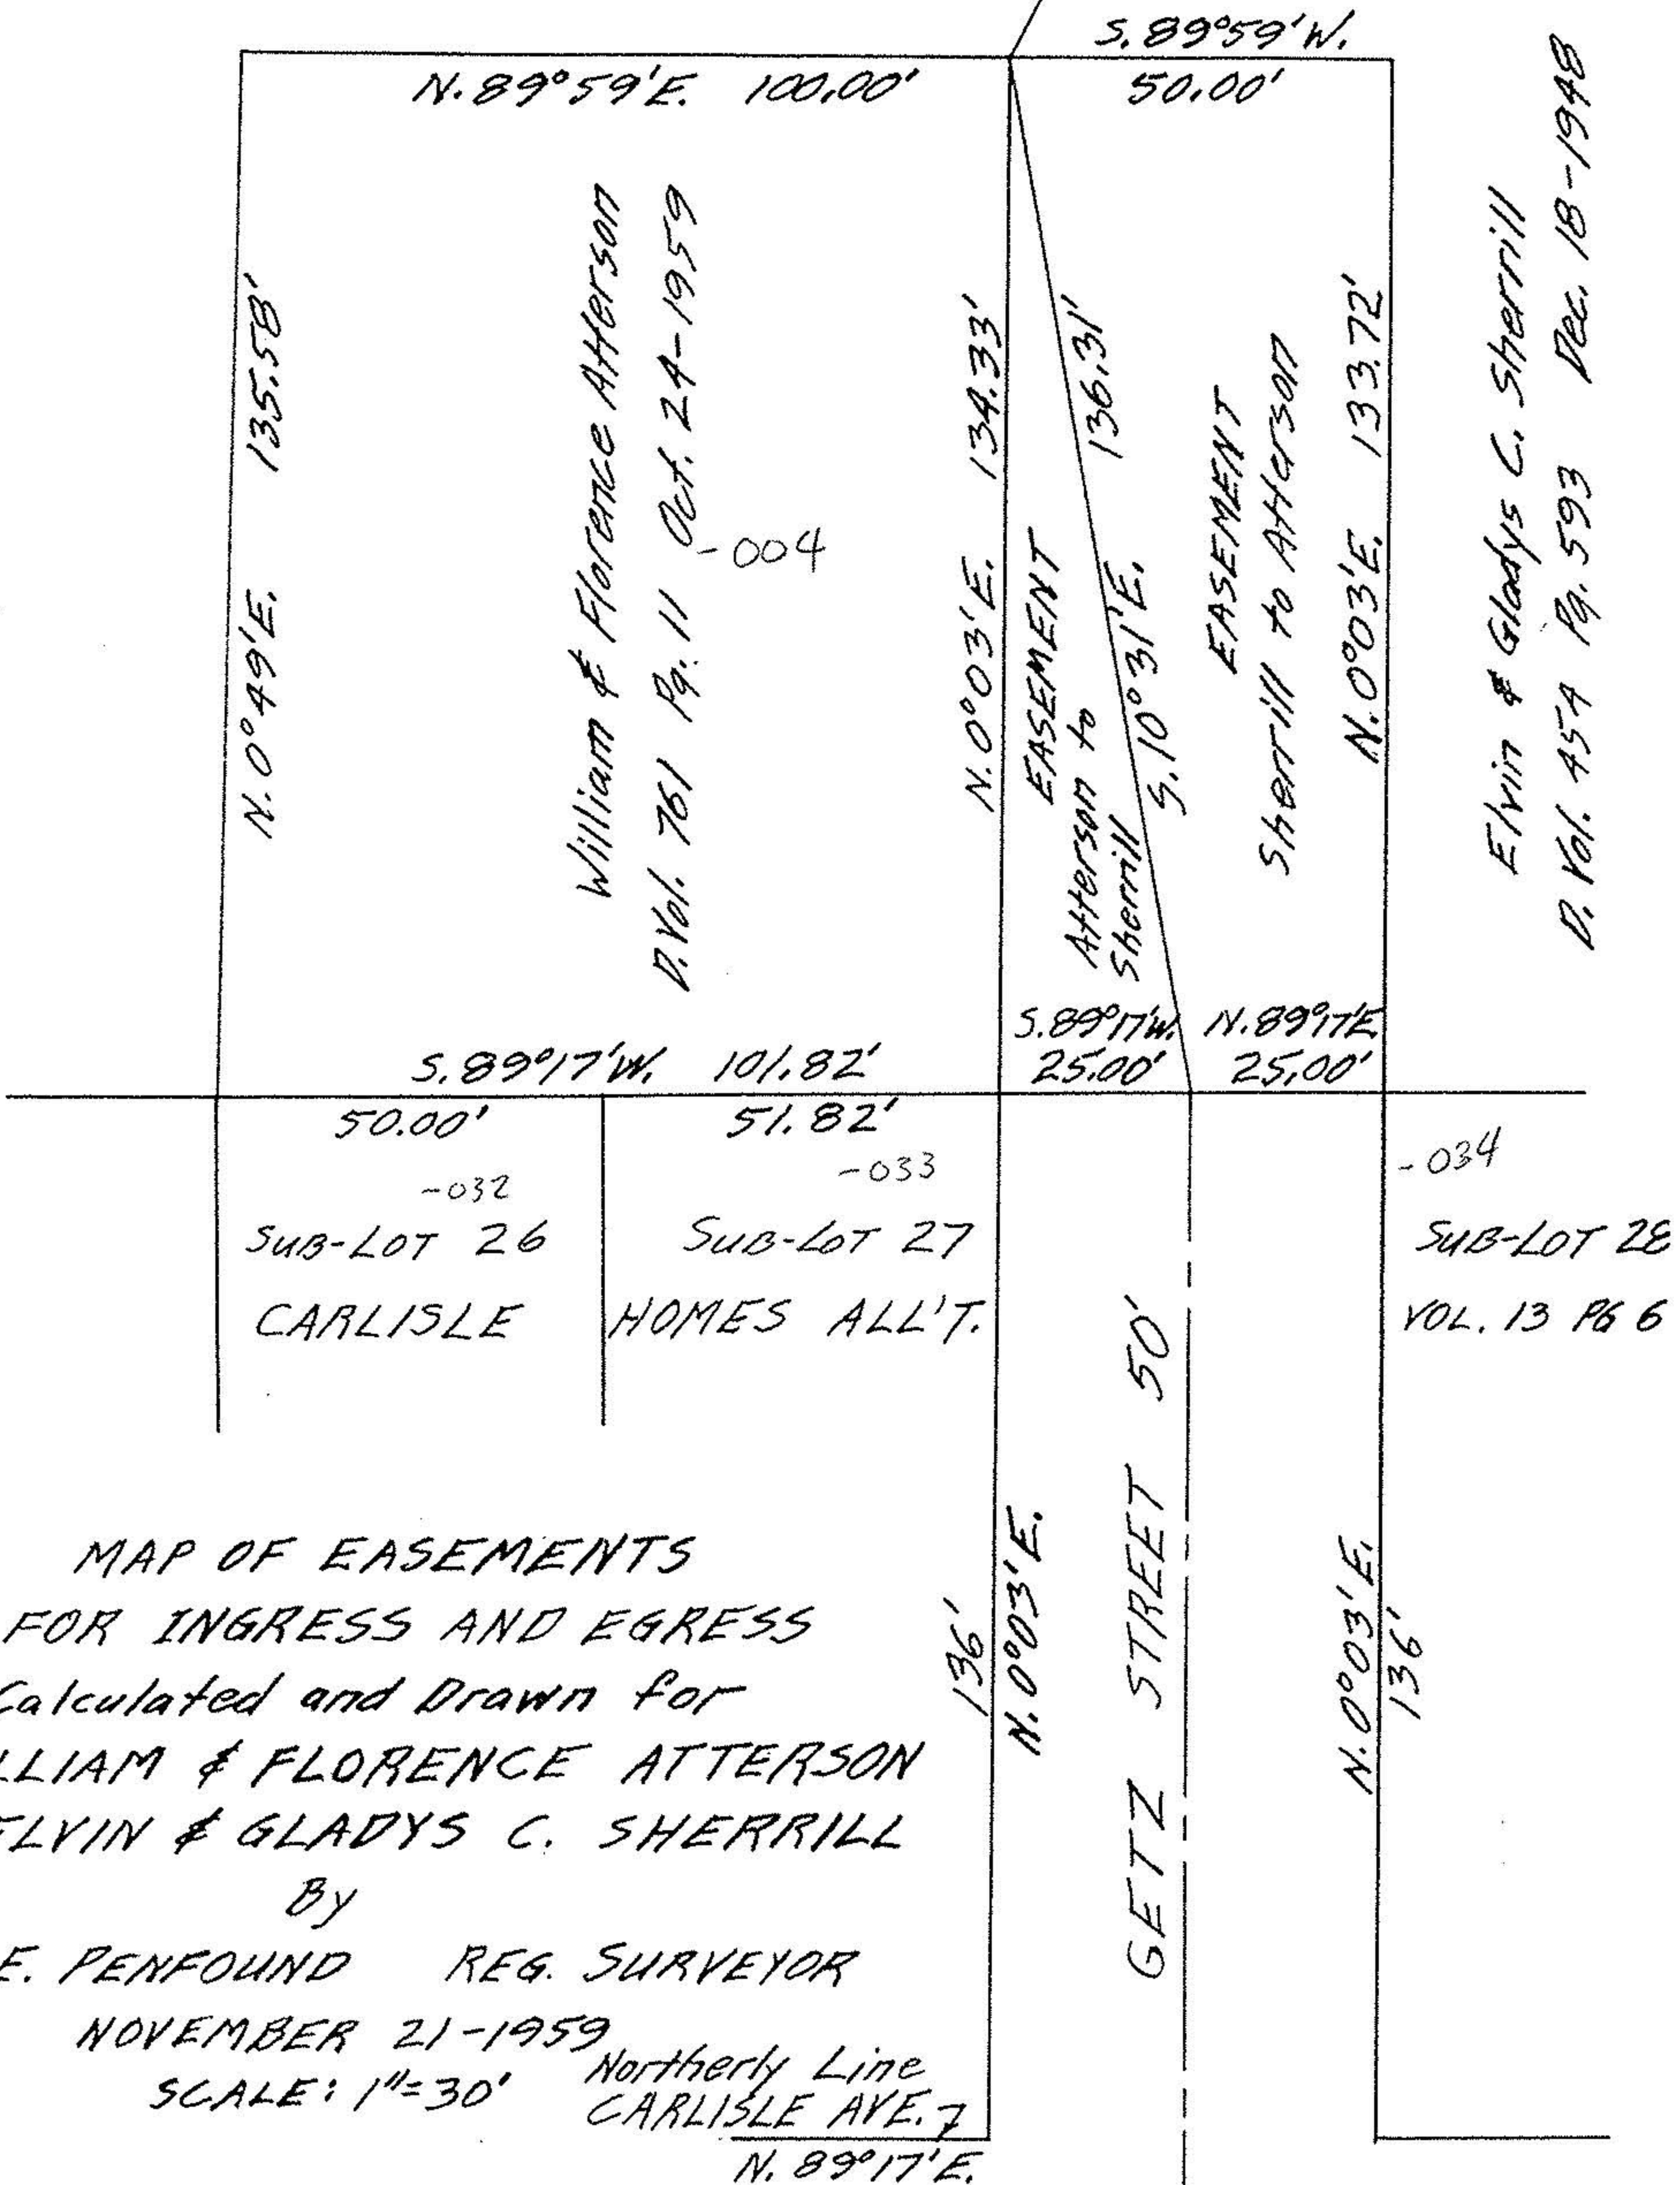 S. 89°59' W.
N. 89°59' E. 100.00'
50.00'
N. 0°49' E. 135.58'
William & Florence Atterson
D. Vol. 761 Pg. 11 Oct. 24-1959
-004
N. 0°03' E. 134.33'
EASEMENT
Atterson to
Sherrill
S. 10°31' E. 136.31'
EASEMENT
Sherrill to Atterson
N. 0°03' E. 133.72'
Elvin & Gladys C. Sherrill
D. Vol. 454 Pg. 593 Dec. 18-1948
S. 89°17' W. 101.82'
S. 89°17' W.
25.00'
N. 89°17' E
25.00'
50.00'
51.82'
-032
-033
-034
SUB-LOT 26
SUB-LOT 27
SUB-LOT 28
CARLISLE HOMES ALL'T.
VOL. 13 PG 6
136'
N. 0°03' E.
GETZ STREET 50'
N. 0°03' E.
136'
MAP OF EASEMENTS
FOR INGRESS AND EGRESS
Calculated and Drawn for
LLIAM & FLORENCE ATTERSON
ELVIN & GLADYS C. SHERRILL
By
E. PENFOUND REG. SURVEYOR
NOVEMBER 21-1959
SCALE: 1"=30'
Northerly Line
CARLISLE AVE.
N. 89°17' E.